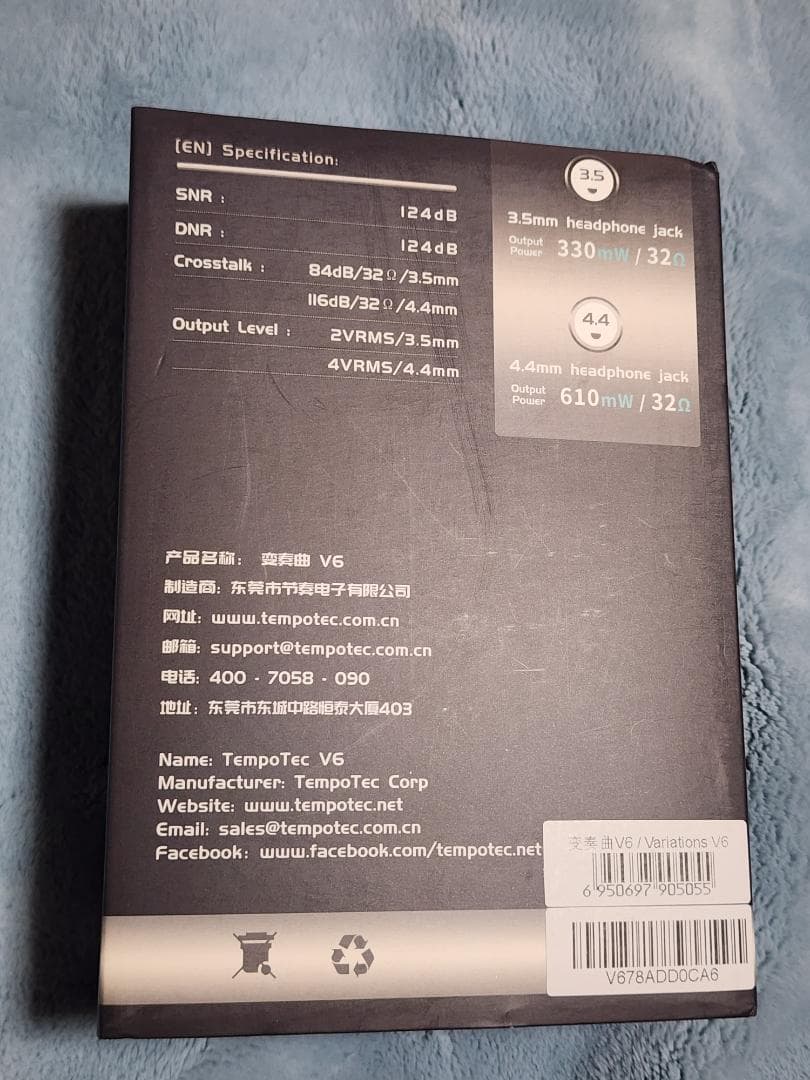 [EN] Specification:
SNR :
124dB
DNR :
124dB
Crosstalk :
84dB/32Ω/3.5mm
116dB/32Ω/4.4mm
Output Level :
2VRMS/3.5mm
4VRMS/4.4mm
3.5
3.5mm headphone jack
Output Power 330mW / 32Ω
4.4
4.4mm headphone jack
Output Power 610mW / 32Ω
产品名称: 变奏曲 V6
制造商: 东莞市节奏电子有限公司
网址: www.tempotec.com.cn
邮箱: support@tempotec.com.cn
电话: 400 - 7058 - 090
地址: 东莞市东城中路恒泰大厦403
Name: TempoTec V6
Manufacturer: TempoTec Corp
Website: www.tempotec.net
Email: sales@tempotec.com.cn
Facebook: www.facebook.com/tempotec.net
变奏曲V6 / Variations V6
6 950697 905055
V678ADD0CA6